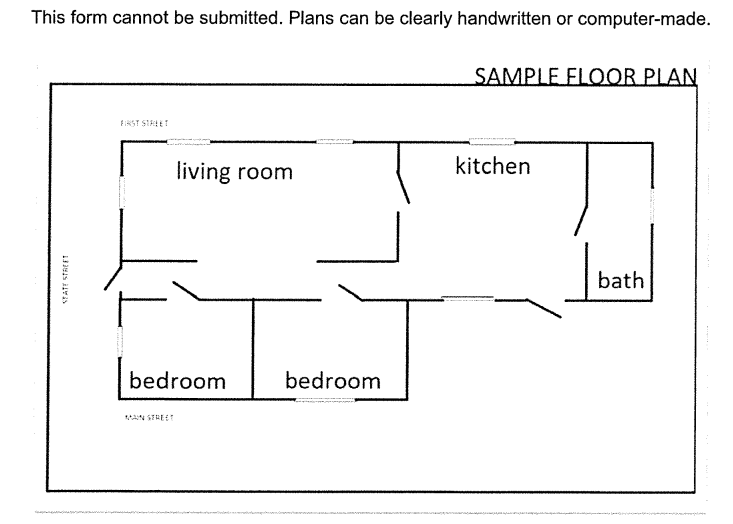 This form cannot be submitted. Plans can be clearly handwritten or computer-made.
SAMPLE FLOOR PLAN
FIRST STREET
living room
kitchen
STATE STREET
bath
bedroom
bedroom
MAIN STREET